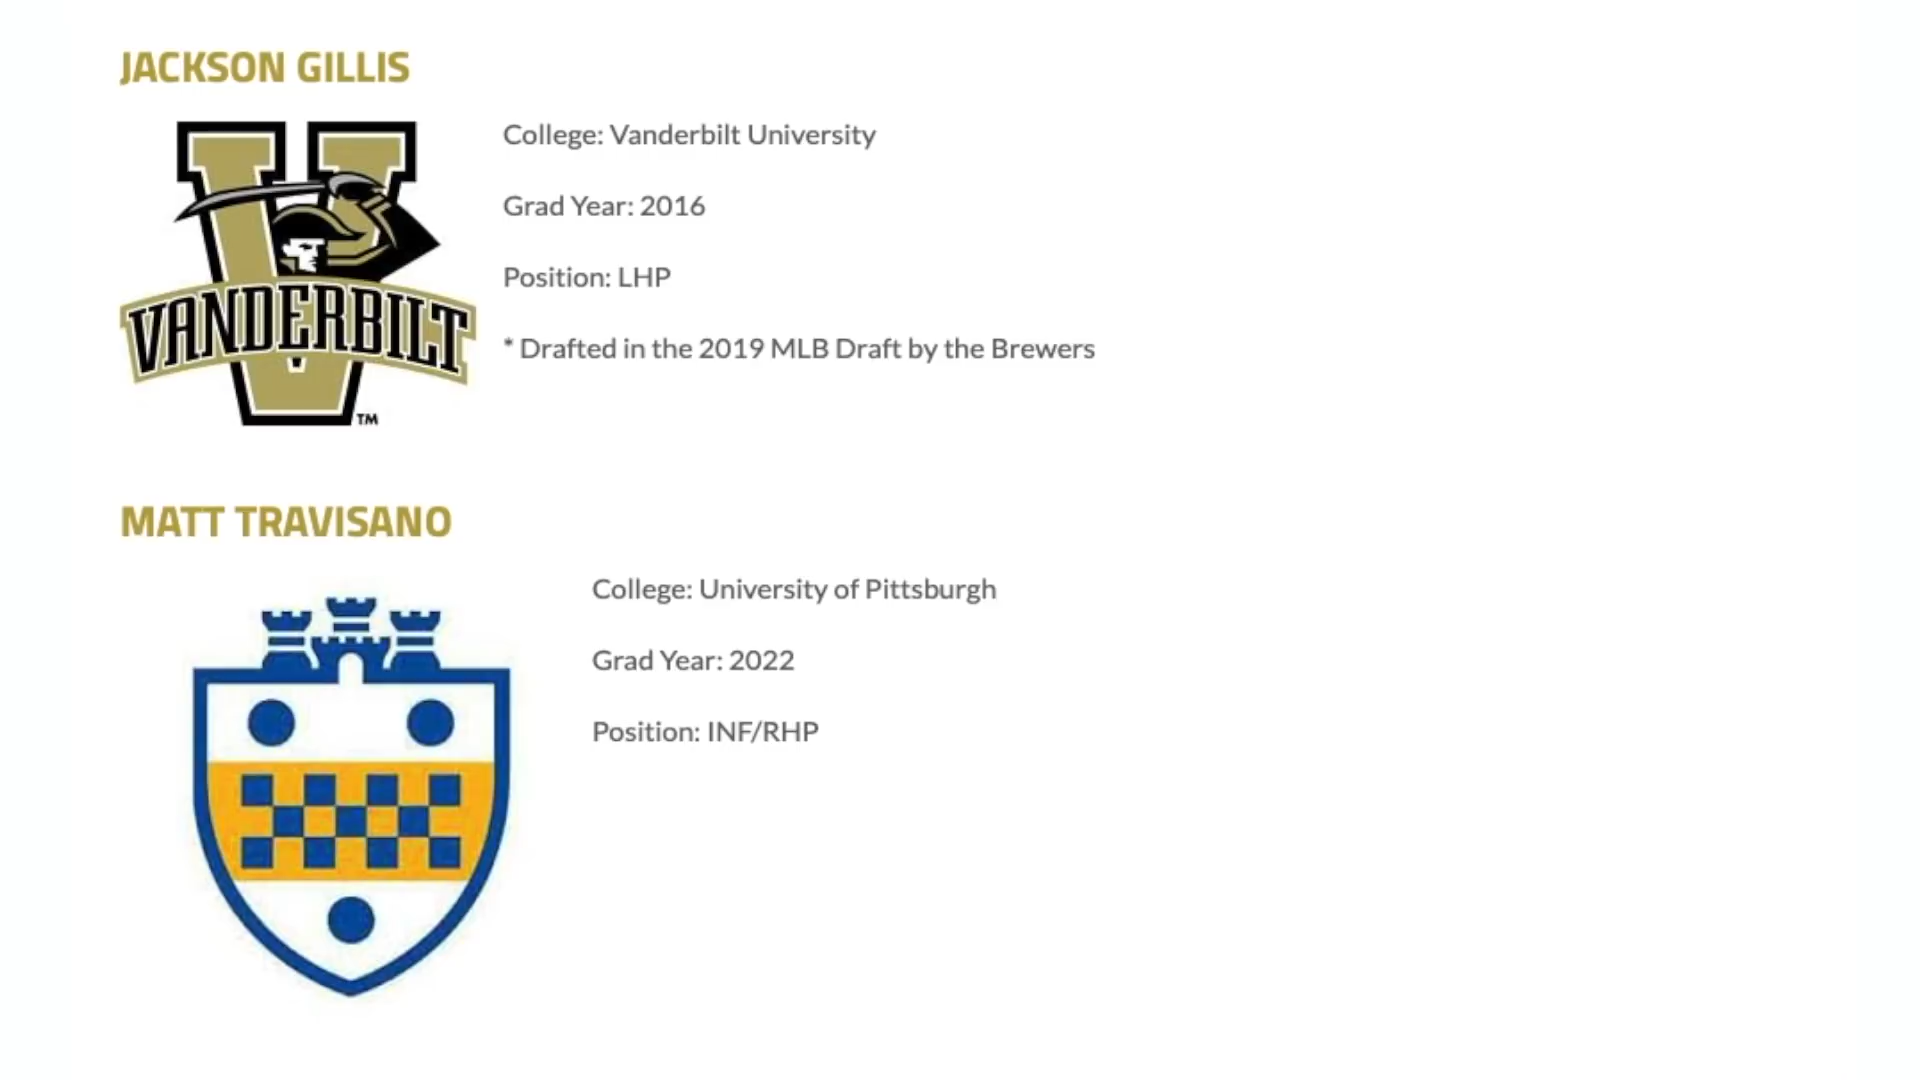 JACKSON GILLIS
VANDERBILT
TM
College: Vanderbilt University
Grad Year: 2016
Position: LHP
* Drafted in the 2019 MLB Draft by the Brewers
MATT TRAVISANO
College: University of Pittsburgh
Grad Year: 2022
Position: INF/RHP